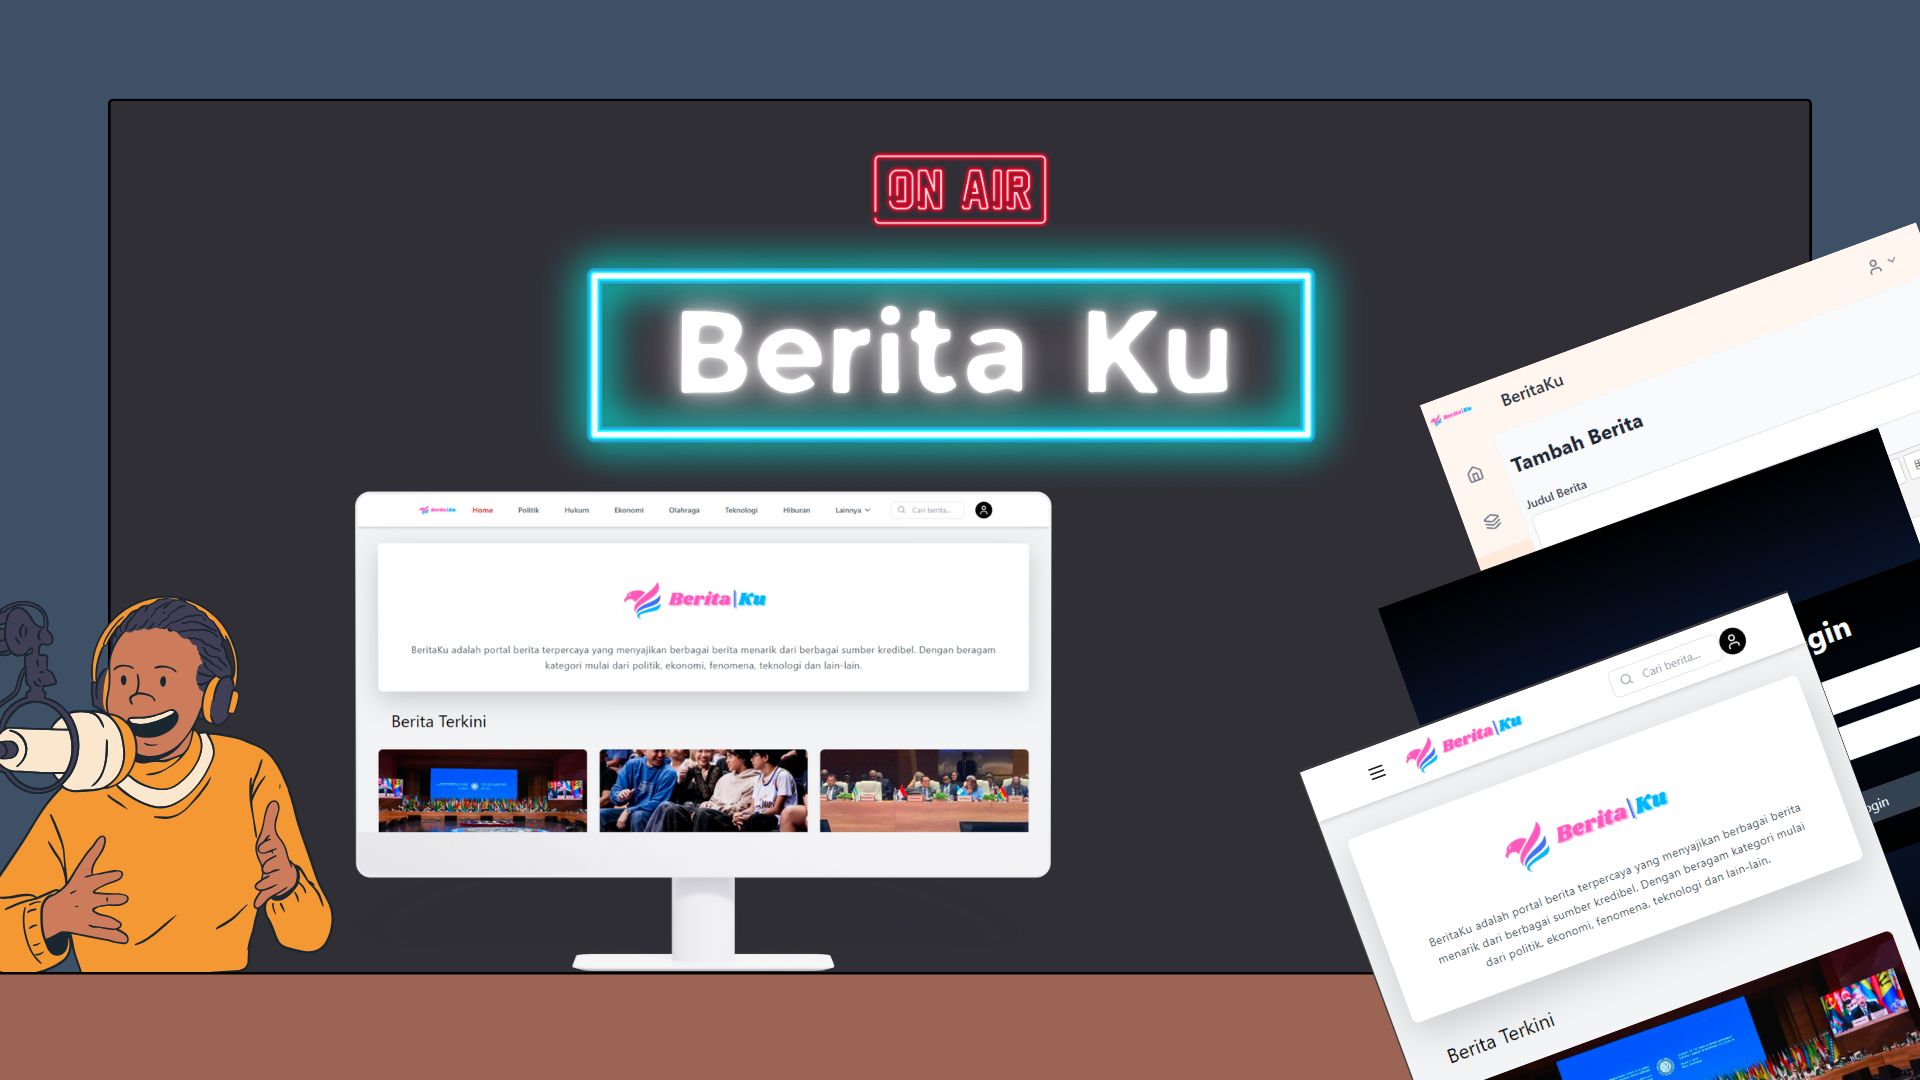 ON AIR
Berita Ku
Berita|Ku Home Politik Hukum Ekonomi Olahraga Teknologi Hiburan Lainnya Cari berita...
Berita|Ku
BeritaKu adalah portal berita terpercaya yang menyajikan berbagai berita menarik dari berbagai sumber kredibel. Dengan beragam
kategori mulai dari politik, ekonomi, fenomena, teknologi dan lain-lain.
Berita Terkini
Berita|Ku BeritaKu
Tambah Berita
Judul Berita
gin
ogin
Berita|Ku Cari berita...
Berita|Ku
BeritaKu adalah portal berita terpercaya yang menyajikan berbagai berita
menarik dari berbagai sumber kredibel. Dengan beragam kategori mulai
dari politik, ekonomi, fenomena, teknologi dan lain-lain.
Berita Terkini